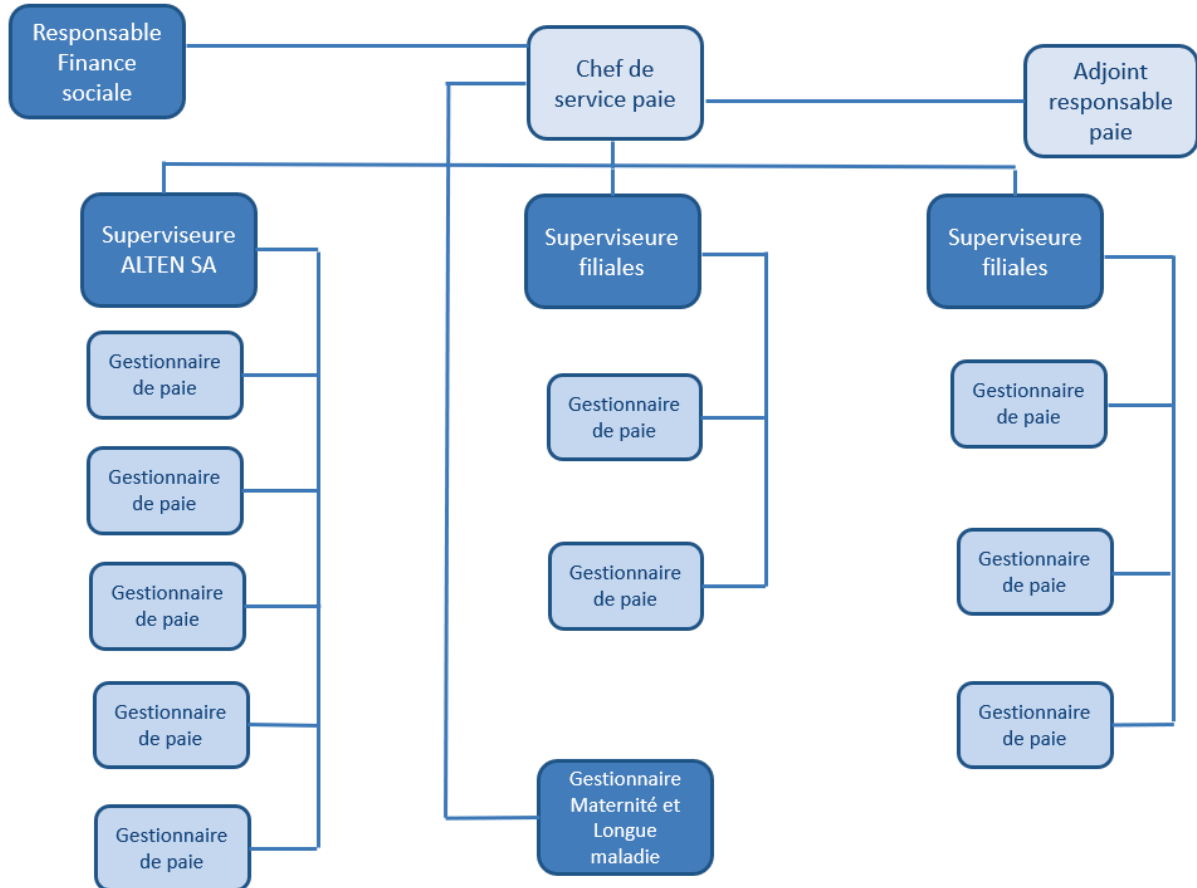 Responsable
Finance
sociale
Chef de
service paie
Adjoint
responsable
paie
Superviseure
ALTEN SA
Superviseure
filiales
Superviseure
filiales
Gestionnaire
de paie
Gestionnaire
de paie
Gestionnaire
de paie
Gestionnaire
de paie
Gestionnaire
de paie
Gestionnaire
de paie
Gestionnaire
de paie
Gestionnaire
Maternité et
Longue
maladie
Gestionnaire
de paie
Gestionnaire
de paie
Gestionnaire
de paie